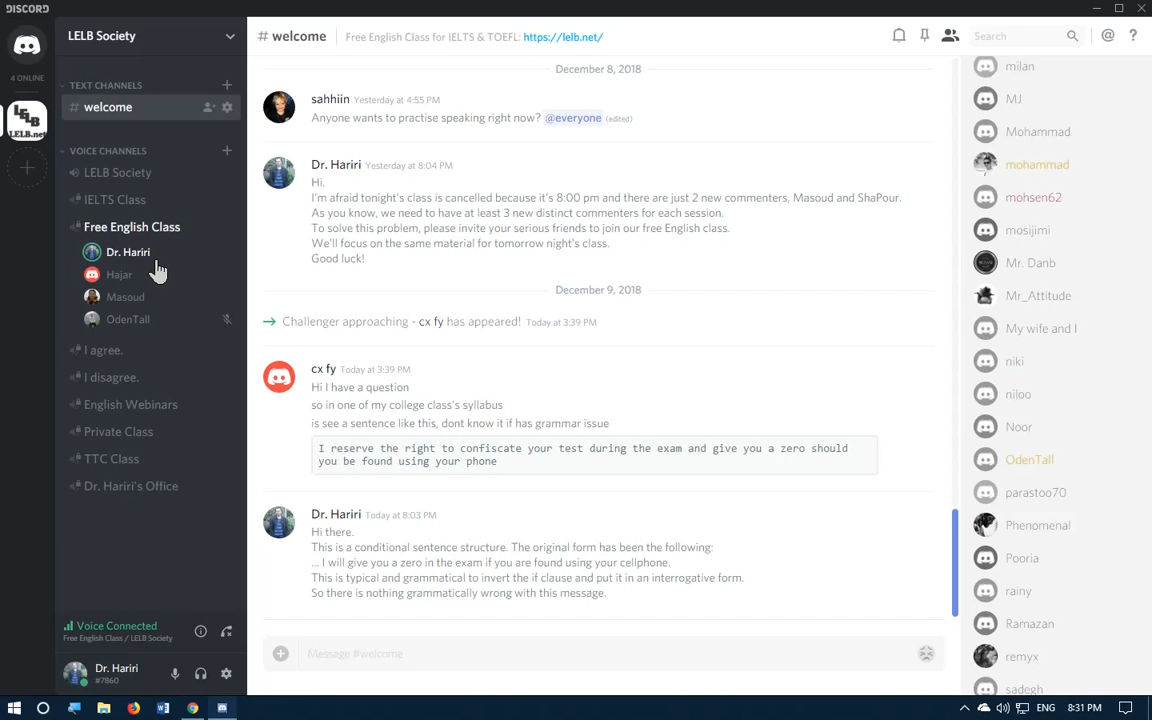 DISCORD
4 ONLINE
LELB.net
LELB Society
TEXT CHANNELS
# welcome
VOICE CHANNELS
LELB Society
IELTS Class
Free English Class
Dr. Hariri
Hajar
Masoud
OdenTall
I agree.
I disagree.
English Webinars
Private Class
TTC Class
Dr. Hariri's Office
Voice Connected
Free English Class / LELB Society
Dr. Hariri
#7860
# welcome
Free English Class for IELTS & TOEFL: https://lelb.net/
Search
December 8, 2018
sahhiin Yesterday at 4:55 PM
Anyone wants to practise speaking right now? @everyone (edited)
Dr. Hariri Yesterday at 8:04 PM
Hi,
I'm afraid tonight's class is cancelled because it's 8:00 pm and there are just 2 new commenters, Masoud and ShaPour.
As you know, we need to have at least 3 new distinct commenters for each session.
To solve this problem, please invite your serious friends to join our free English class.
We'll focus on the same material for tomorrow night's class.
Good luck!
December 9, 2018
Challenger approaching - cx fy has appeared! Today at 3:39 PM
cx fy Today at 3:39 PM
Hi I have a question
so in one of my college class's syllabus
is see a sentence like this, dont know it if has grammar issue
I reserve the right to confiscate your test during the exam and give you a zero should
you be found using your phone
Dr. Hariri Today at 8:03 PM
Hi there.
This is a conditional sentence structure. The original form has been the following:
... I will give you a zero in the exam if you are found using your cellphone.
This is typical and grammatical to invert the if clause and put it in an interrogative form.
So there is nothing grammatically wrong with this message.
Message #welcome
milan
MJ
Mohammad
mohammad
mohsen62
mosijimi
Mr. Danb
Mr_Attitude
My wife and I
niki
niloo
Noor
OdenTall
parastoo70
Phenomenal
Pooria
rainy
Ramazan
remyx
sadegh
ENG
8:31 PM